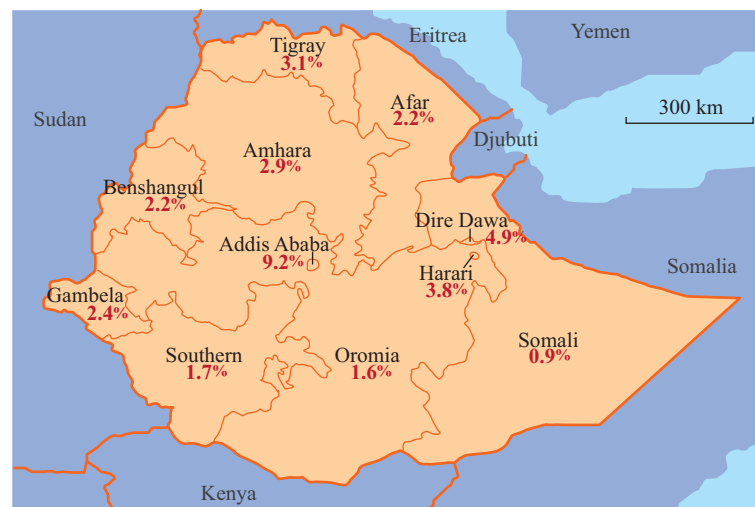 Eritrea
Yemen
Tigray
3.1%
Afar
2.2%
300 km
Sudan
Djubuti
Amhara
2.9%
Benshangul
2.2%
Dire Dawa
4.9%
Addis Ababa
9.2%
Harari
3.8%
Somalia
Gambela
2.4%
Southern
1.7%
Oromia
1.6%
Somali
0.9%
Kenya